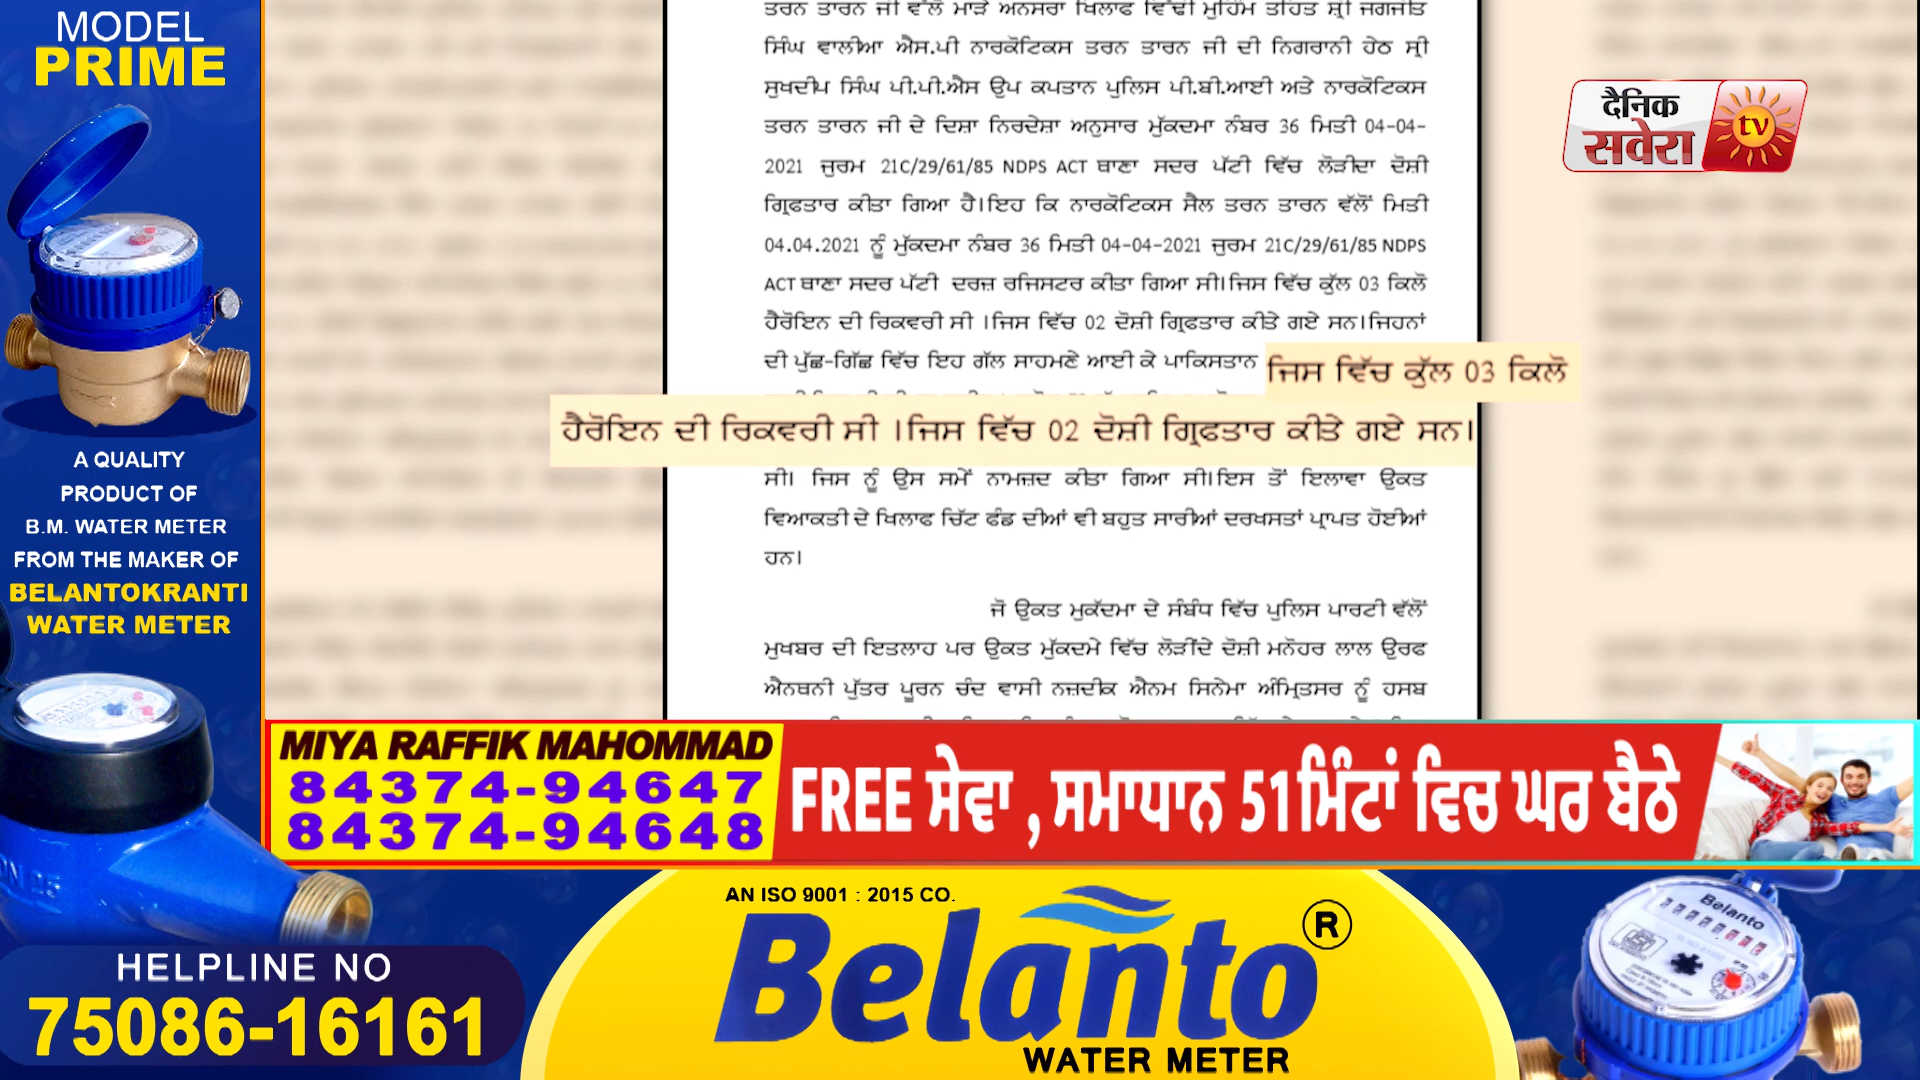 MODEL
PRIME
A QUALITY
PRODUCT OF
B.M. WATER METER
FROM THE MAKER OF
BELANTOKRANTI
WATER METER
HELPLINE NO
75086-16161
ਤਰਨ ਤਾਰਨ ਜੀ ਵੱਲੋਂ ਮਾੜੇ ਅਨਸਰਾਂ ਖਿਲਾਫ ਵਿੱਢੀ ਮੁਹਿੰਮ ਤਹਿਤ ਸ਼੍ਰੀ ਜਗਜੀਤ
ਸਿੰਘ ਵਾਲੀਆ ਐਸ.ਪੀ ਨਾਰਕੋਟਿਕਸ ਤਰਨ ਤਾਰਨ ਜੀ ਦੀ ਨਿਗਰਾਨੀ ਹੇਠ ਸ੍ਰੀ
ਸੁਖਦੀਪ ਸਿੰਘ ਪੀ.ਪੀ.ਐਸ ਉਪ ਕਪਤਾਨ ਪੁਲਿਸ ਪੀ.ਬੀ.ਆਈ ਅਤੇ ਨਾਰਕੋਟਿਕਸ
ਤਰਨ ਤਾਰਨ ਜੀ ਦੇ ਦਿਸ਼ਾ ਨਿਰਦੇਸ਼ਾ ਅਨੁਸਾਰ ਮੁੱਕਦਮਾ ਨੰਬਰ 36 ਮਿਤੀ 04-04-
2021 ਜੁਰਮ 21C/29/61/85 NDPS ACT ਥਾਣਾ ਸਦਰ ਪੱਟੀ ਵਿੱਚ ਲੋੜੀਦਾ ਦੋਸ਼ੀ
ਗ੍ਰਿਫਤਾਰ ਕੀਤਾ ਗਿਆ ਹੈ।ਇਹ ਕਿ ਨਾਰਕੋਟਿਕਸ ਸੈਲ ਤਰਨ ਤਾਰਨ ਵੱਲੋਂ ਮਿਤੀ
04.04.2021 ਨੂੰ ਮੁੱਕਦਮਾ ਨੰਬਰ 36 ਮਿਤੀ 04-04-2021 ਜੁਰਮ 21C/29/61/85 NDPS
ACT ਥਾਣਾ ਸਦਰ ਪੱਟੀ ਦਰਜ਼ ਰਜਿਸਟਰ ਕੀਤਾ ਗਿਆ ਸੀ।ਜਿਸ ਵਿੱਚ ਕੁੱਲ 03 ਕਿਲੋ
ਹੈਰੋਇਨ ਦੀ ਰਿਕਵਰੀ ਸੀ ।ਜਿਸ ਵਿੱਚ 02 ਦੋਸ਼ੀ ਗ੍ਰਿਫਤਾਰ ਕੀਤੇ ਗਏ ਸਨ।ਜਿਹਨਾਂ
ਦੀ ਪੁੱਛ-ਗਿੱਛ ਵਿੱਚ ਇਹ ਗੱਲ ਸਾਹਮਣੇ ਆਈ ਕੇ ਪਾਕਿਸਤਾਨ
ਜਿਸ ਵਿੱਚ ਕੁੱਲ 03 ਕਿਲੋ
ਹੈਰੋਇਨ ਦੀ ਰਿਕਵਰੀ ਸੀ ।ਜਿਸ ਵਿੱਚ 02 ਦੋਸ਼ੀ ਗ੍ਰਿਫਤਾਰ ਕੀਤੇ ਗਏ ਸਨ।
ਸੀ। ਜਿਸ ਨੂੰ ਉਸ ਸਮੇਂ ਨਾਮਜ਼ਦ ਕੀਤਾ ਗਿਆ ਸੀ।ਇਸ ਤੋਂ ਇਲਾਵਾ ਉਕਤ
ਵਿਆਕਤੀ ਦੇ ਖਿਲਾਫ ਚਿੱਟ ਫੰਡ ਦੀਆਂ ਵੀ ਬਹੁਤ ਸਾਰੀਆਂ ਦਰਖਸਤਾਂ ਪ੍ਰਾਪਤ ਹੋਈਆਂ
ਹਨ।
ਜੋ ਉਕਤ ਮੁਕੱਦਮਾ ਦੇ ਸੰਬੰਧ ਵਿੱਚ ਪੁਲਿਸ ਪਾਰਟੀ ਵੱਲੋਂ
ਮੁਖਬਰ ਦੀ ਇਤਲਾਹ ਪਰ ਉਕਤ ਮੁੱਕਦਮੇ ਵਿੱਚ ਲੋੜੀਂਦੇ ਦੋਸ਼ੀ ਮਨੋਹਰ ਲਾਲ ਉਰਫ
ਐਨਥਨੀ ਪੁੱਤਰ ਪੂਰਨ ਚੰਦ ਵਾਸੀ ਨਜ਼ਦੀਕ ਐਨਮ ਸਿਨੇਮਾ ਅੰਮ੍ਰਿਤਸਰ ਨੂੰ ਹਸਬ
दैनिक
सवेरा
tv
MIYA RAFFIK MAHOMMAD
84374-94647
84374-94648
FREE ਸੇਵਾ , ਸਮਾਧਾਨ 51ਮਿੰਟਾਂ ਵਿਚ ਘਰ ਬੈਠੇ
AN ISO 9001 : 2015 CO.
Belanto ®
WATER METER
Belanto